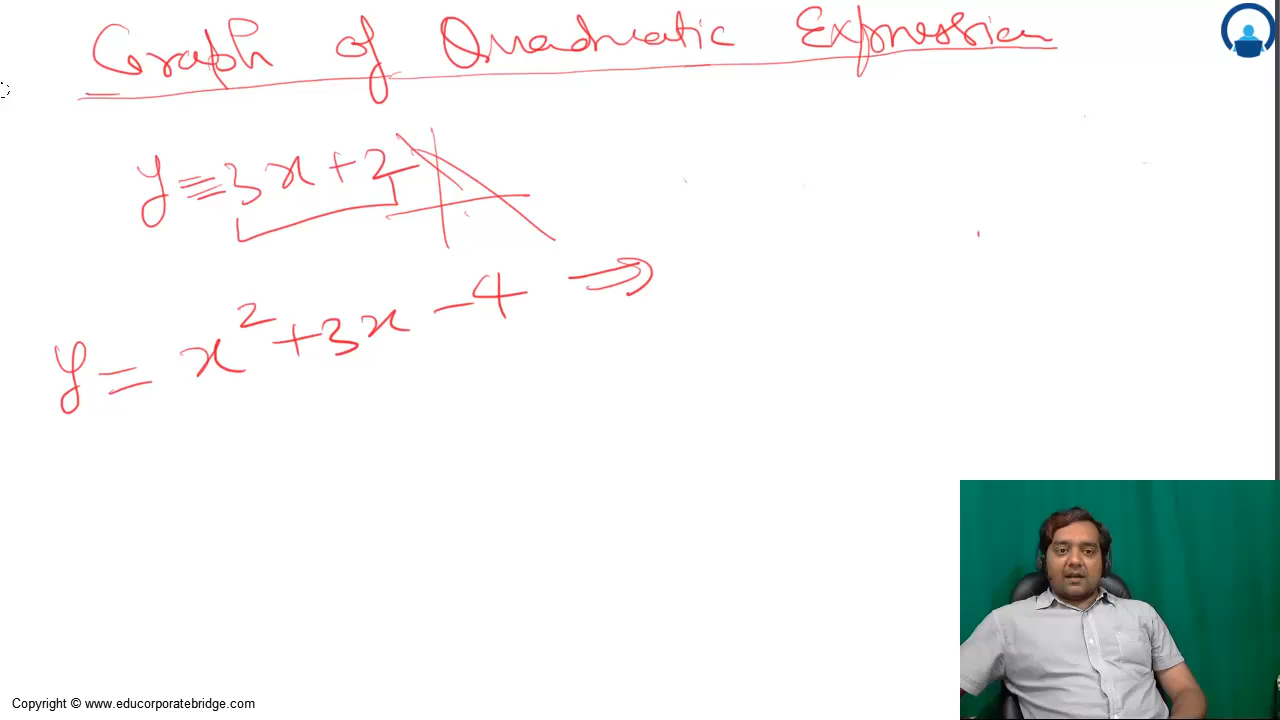 Graph of Quadratic Expression
y = 3x + 2
y = x² + 3x - 4 ⇒
Copyright © www.educorporatebridge.com